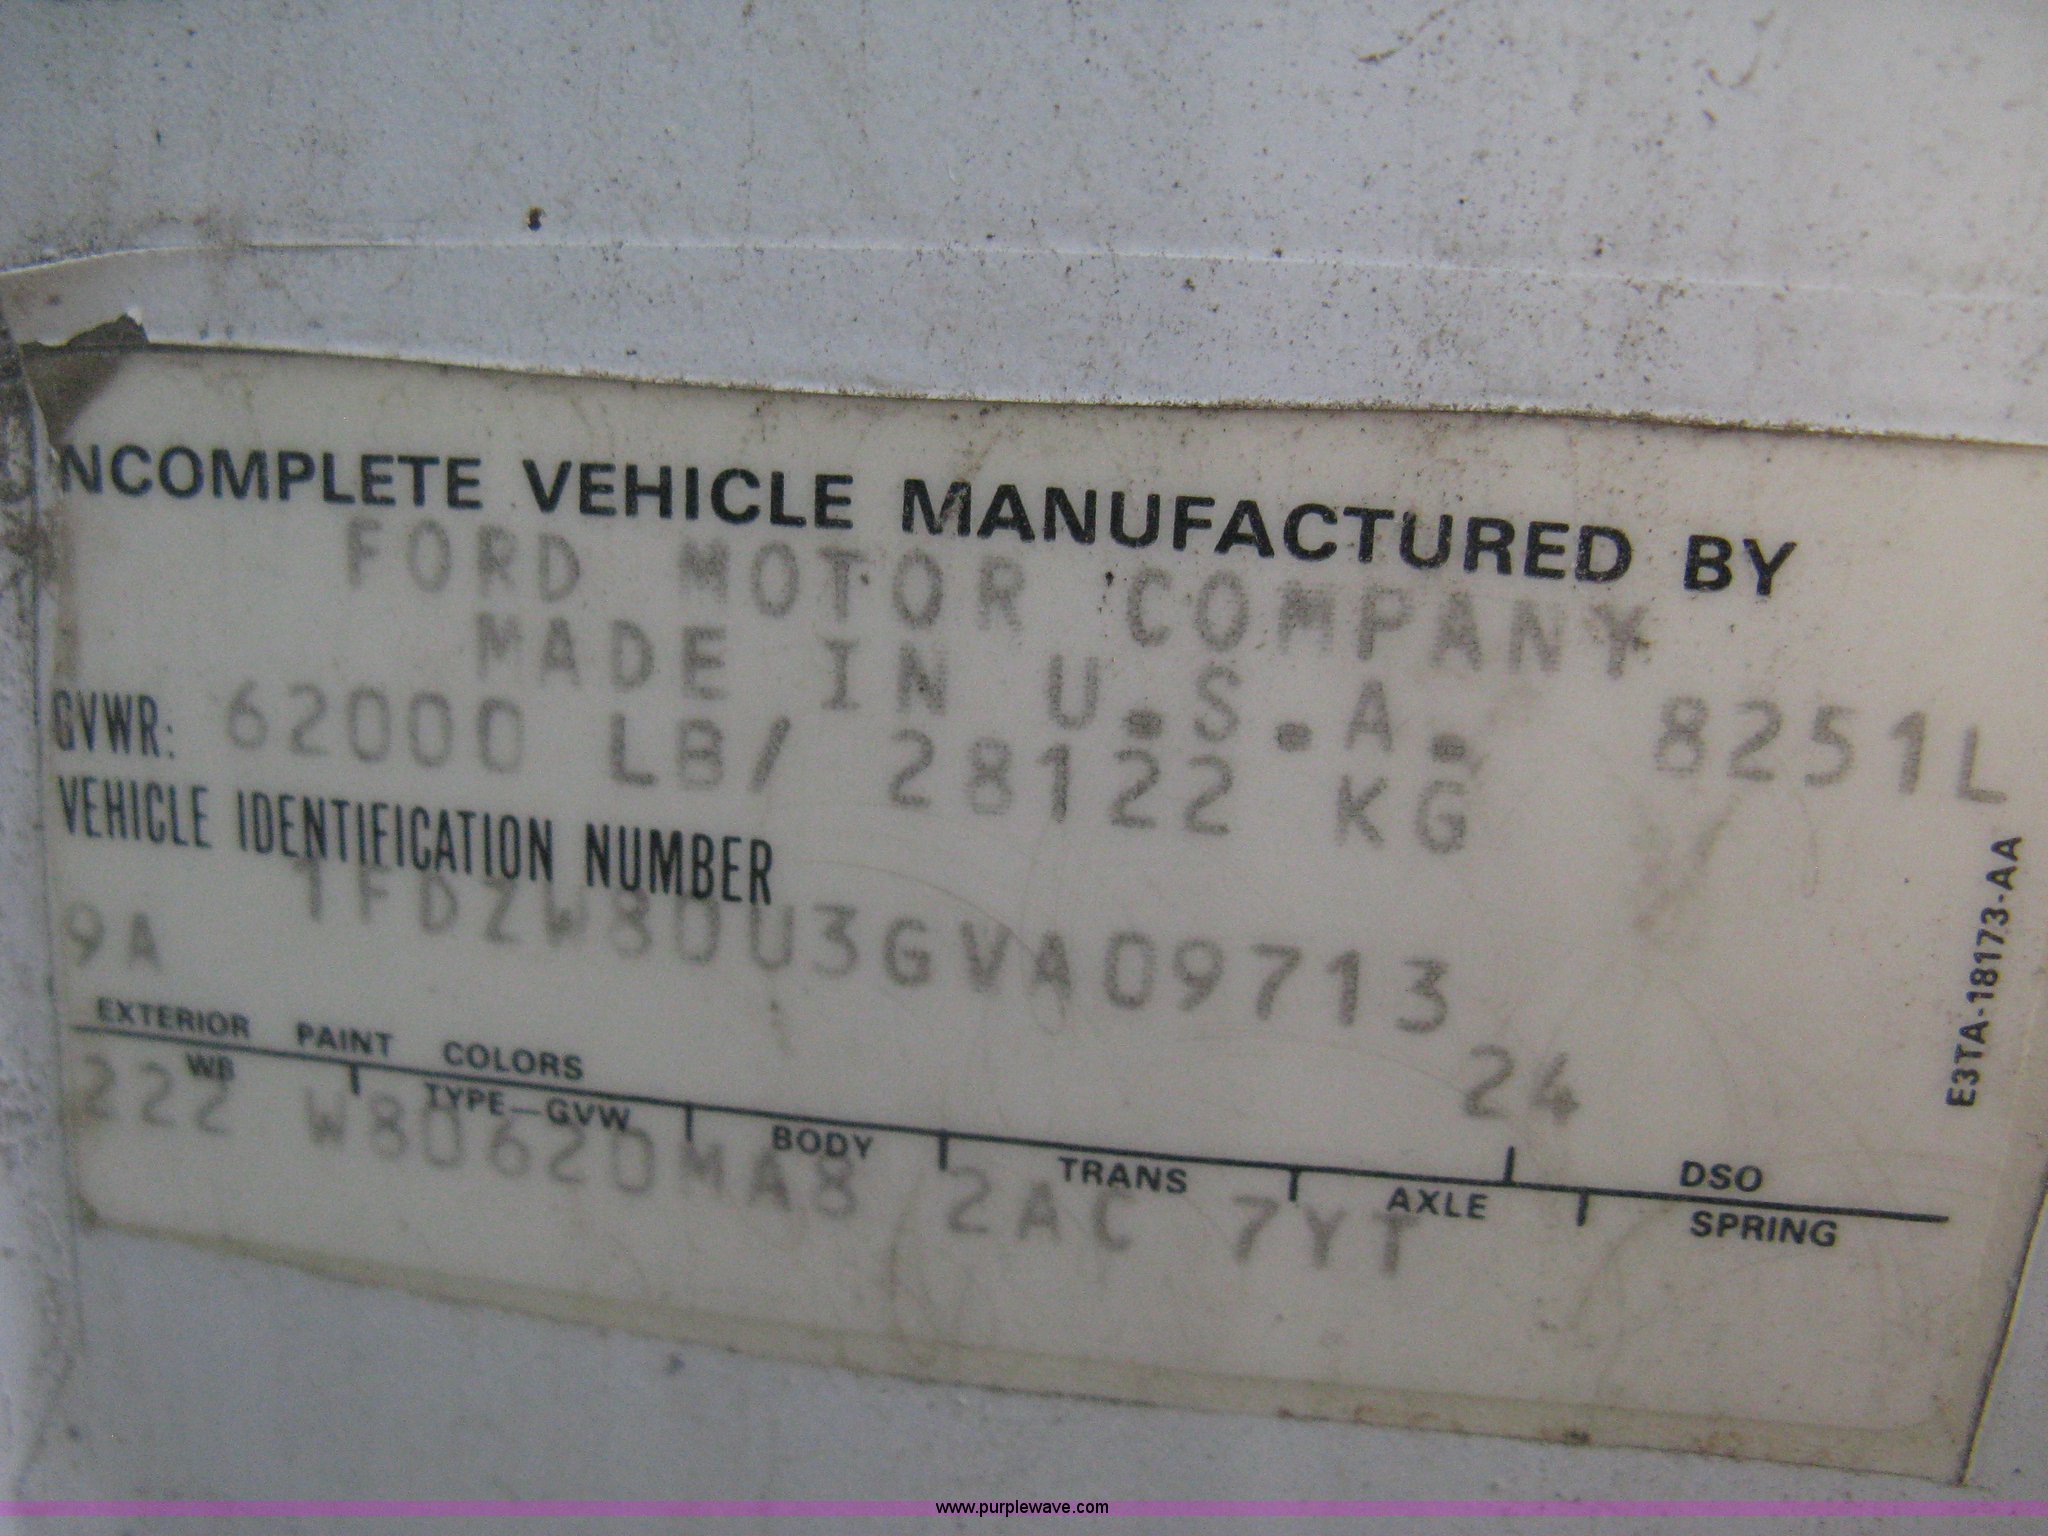 NCOMPLETE VEHICLE MANUFACTURED BY
FORD MOTOR COMPANY
MADE IN U.S.A.
GVWR: 62000 LB/ 28122 KG 8251L
VEHICLE IDENTIFICATION NUMBER
1FDZW80U3GVA09713
9A
24
EXTERIOR PAINT COLORS DSO
WB TYPE-GVW BODY TRANS AXLE SPRING
222 W80620MA8 2AC 7YT
E3TA-18173-AA
www.purplewave.com